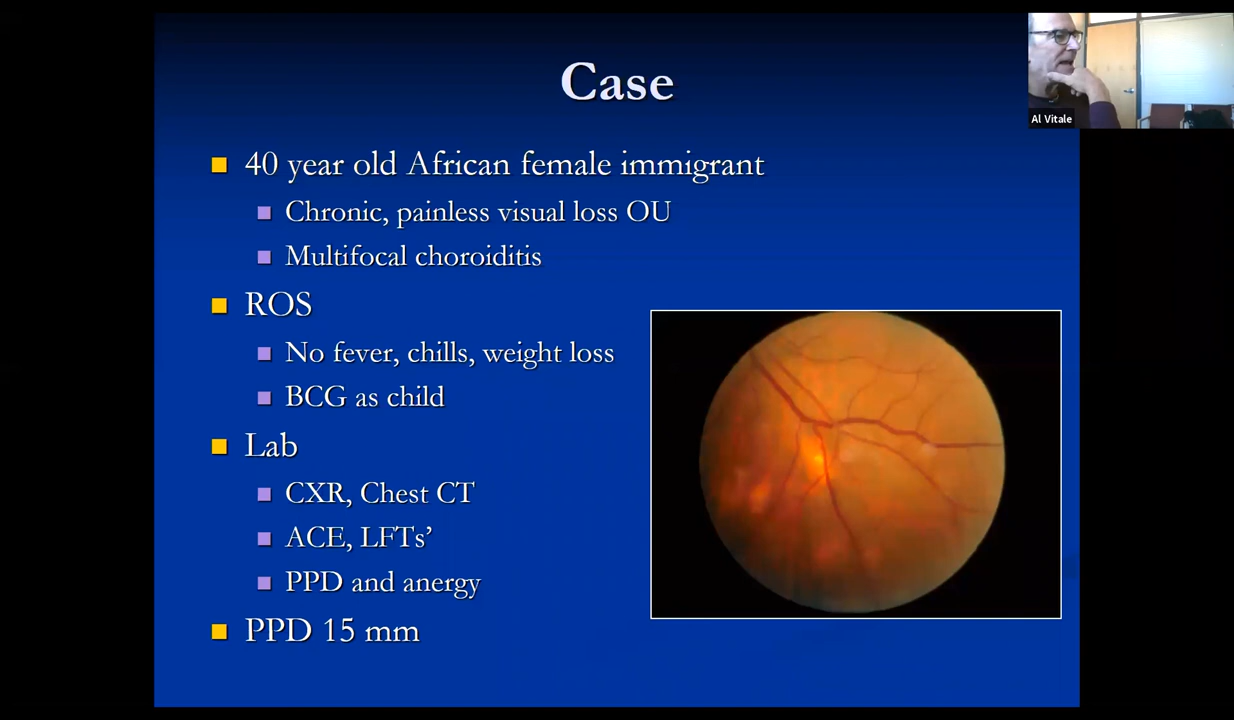 Case
40 year old African female immigrant
Chronic, painless visual loss OU
Multifocal choroiditis
ROS
No fever, chills, weight loss
BCG as child
Lab
CXR, Chest CT
ACE, LFTs’
PPD and anergy
PPD 15 mm
Al Vitale